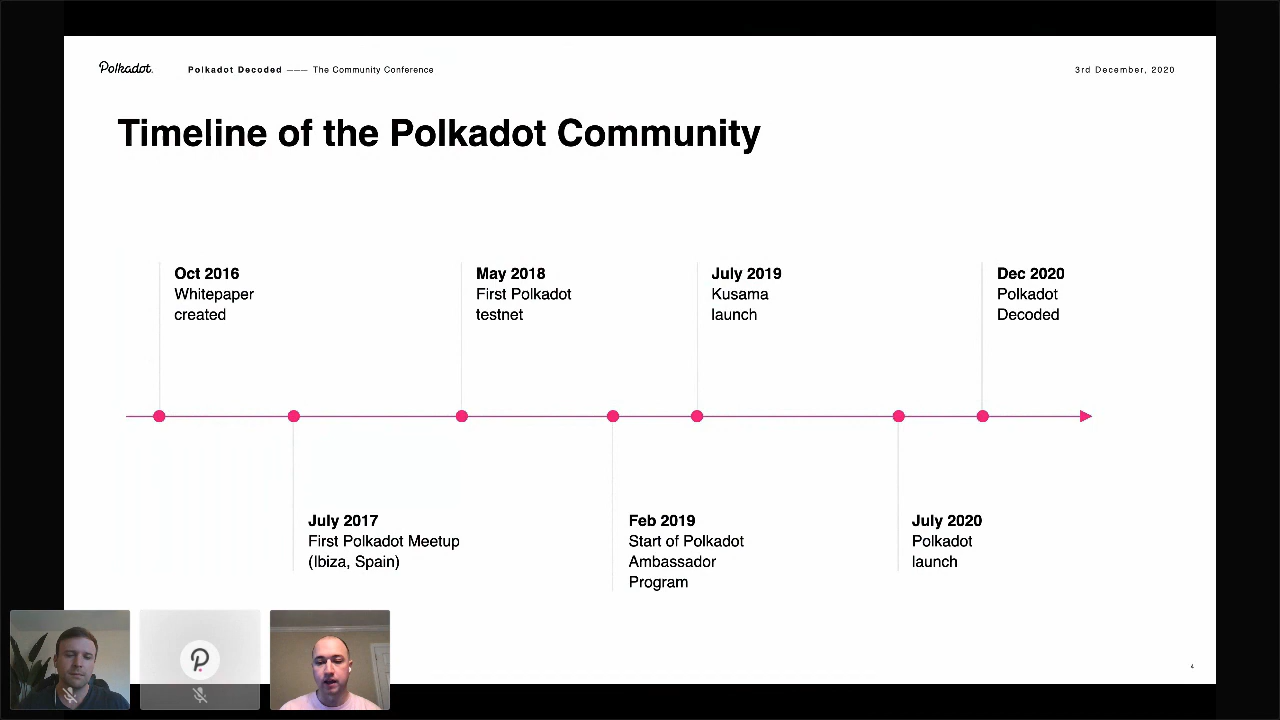 Polkadot.
Polkadot Decoded ——— The Community Conference
3rd December, 2020
Timeline of the Polkadot Community
Oct 2016
Whitepaper
created
May 2018
First Polkadot
testnet
July 2019
Kusama
launch
Dec 2020
Polkadot
Decoded
July 2017
First Polkadot Meetup
(Ibiza, Spain)
Feb 2019
Start of Polkadot
Ambassador
Program
July 2020
Polkadot
launch
4